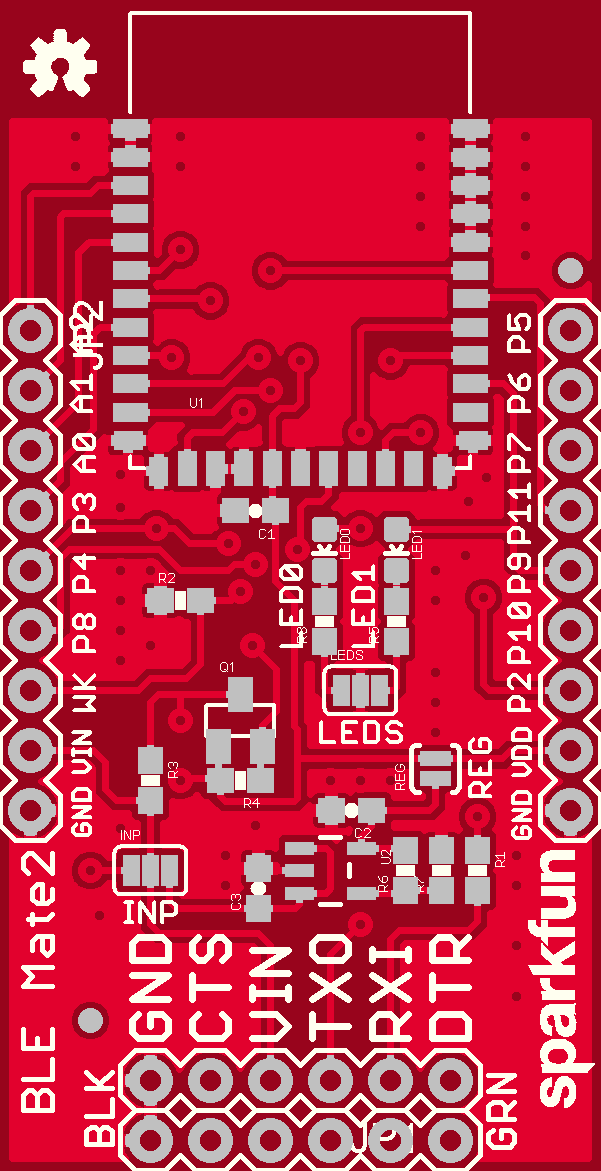 A2
JP2
A1
A0
P3
P4
P8
WK
VIN
GND
P5
P6
P7
P11
P9
P10
P2
VDD
GND
U1
C1
LED0
LED1
R2
LED0
LED1
R5
LEDS
LEDS
Q1
R3
R4
REG
REG
C2
INP
INP
C3
U2
R6
R7
R1
BLE Mate2
GND
CTS
VIN
TXO
RXI
DTR
sparkfun
BLK
GRN
JP1